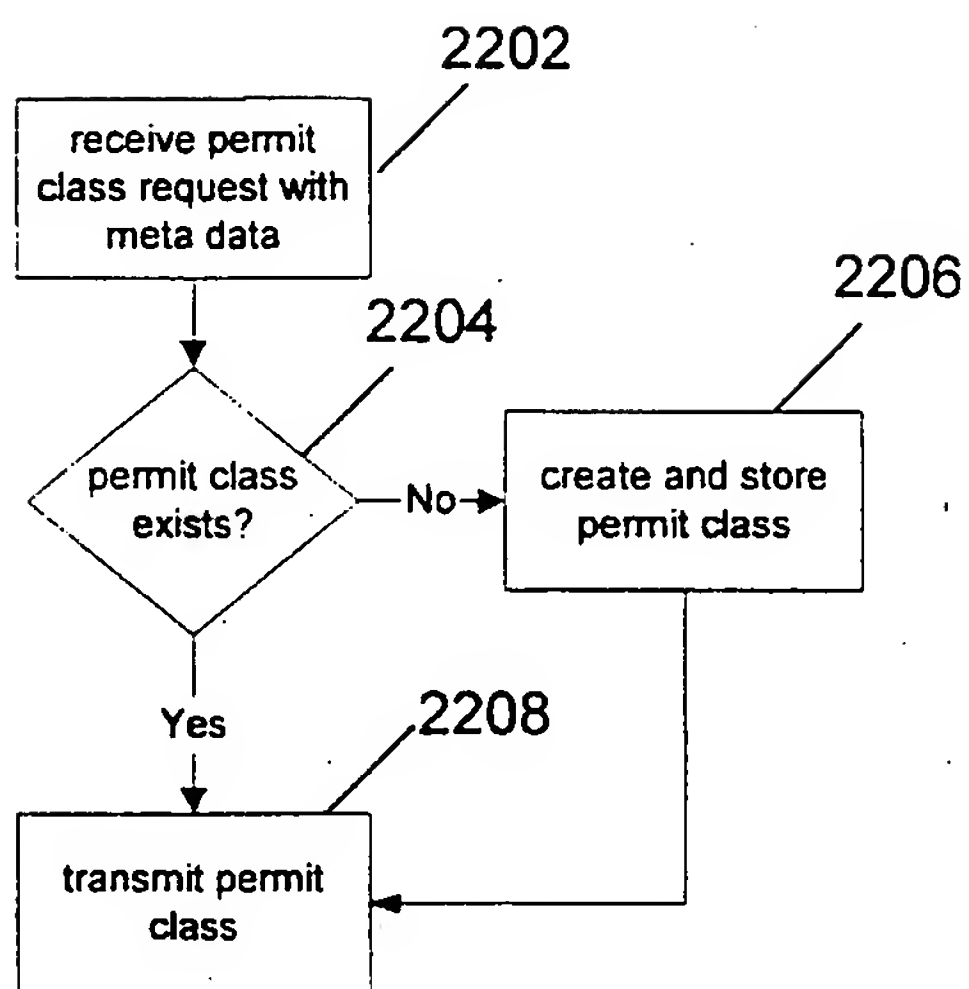 2202
receive permit
class request with
meta data
2204
2206
permit class
exists?
No
create and store
permit class
Yes
2208
transmit permit
class